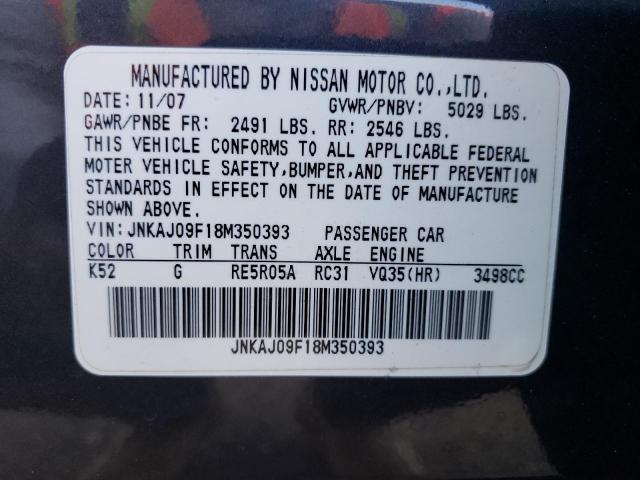 MANUFACTURED BY NISSAN MOTOR CO.,LTD.
DATE: 11/07 GVWR/PNBV: 5029 LBS.
GAWR/PNBE FR: 2491 LBS. RR: 2546 LBS.
THIS VEHICLE CONFORMS TO ALL APPLICABLE FEDERAL
MOTER VEHICLE SAFETY,BUMPER,AND THEFT PREVENTION
STANDARDS IN EFFECT ON THE DATE OF MANUFACTURE
SHOWN ABOVE.
VIN: JNKAJ09F18M350393 PASSENGER CAR
COLOR TRIM TRANS AXLE ENGINE
K52 G RE5R05A RC31 VQ35(HR) 3498CC
JNKAJ09F18M350393